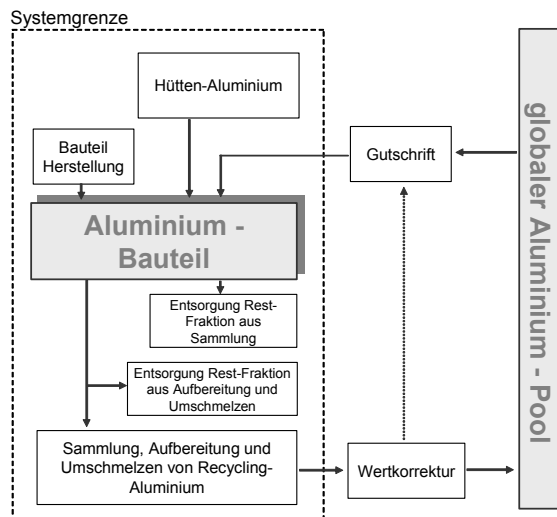 Systemgrenze
Hütten-Aluminium
Bauteil
Herstellung
Gutschrift
Aluminium -
Bauteil
Entsorgung Rest-
Fraktion aus
Sammlung
Entsorgung Rest-Fraktion
aus Aufbereitung und
Umschmelzen
Sammlung, Aufbereitung und
Umschmelzen von Recycling-
Aluminium
Wertkorrektur
globaler Aluminium - Pool